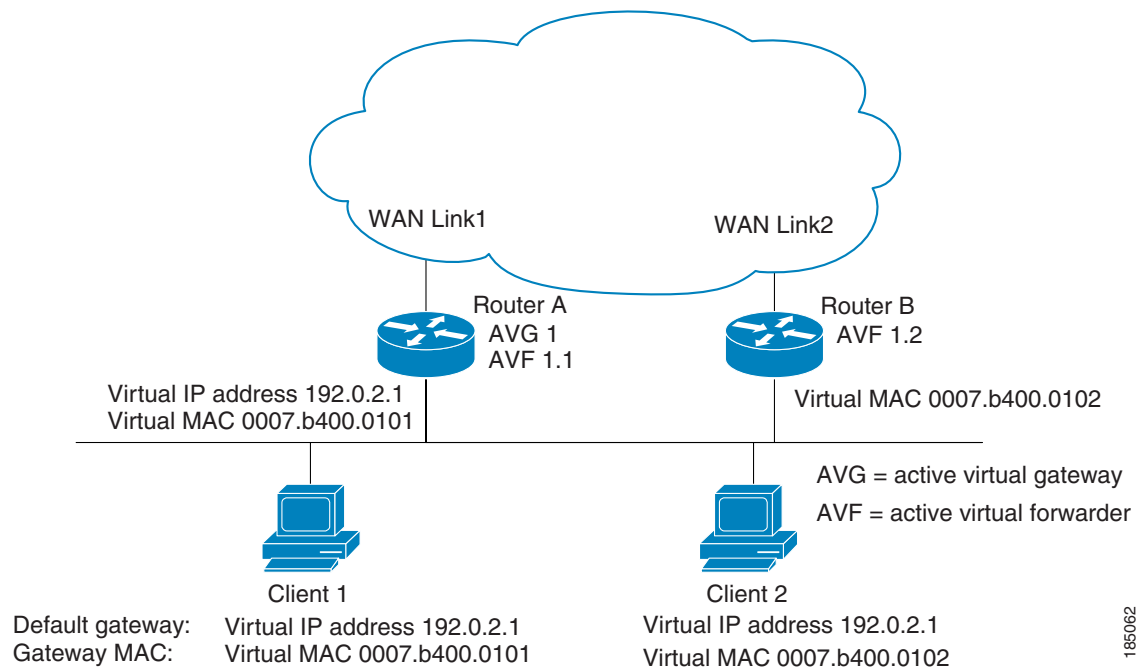 WAN Link1
WAN Link2
Router A
AVG 1
AVF 1.1
Router B
AVF 1.2
Virtual IP address 192.0.2.1
Virtual MAC 0007.b400.0101
Virtual MAC 0007.b400.0102
AVG = active virtual gateway
AVF = active virtual forwarder
Client 1
Client 2
Default gateway: Virtual IP address 192.0.2.1
Virtual IP address 192.0.2.1
Gateway MAC: Virtual MAC 0007.b400.0101
Virtual MAC 0007.b400.0102
185062